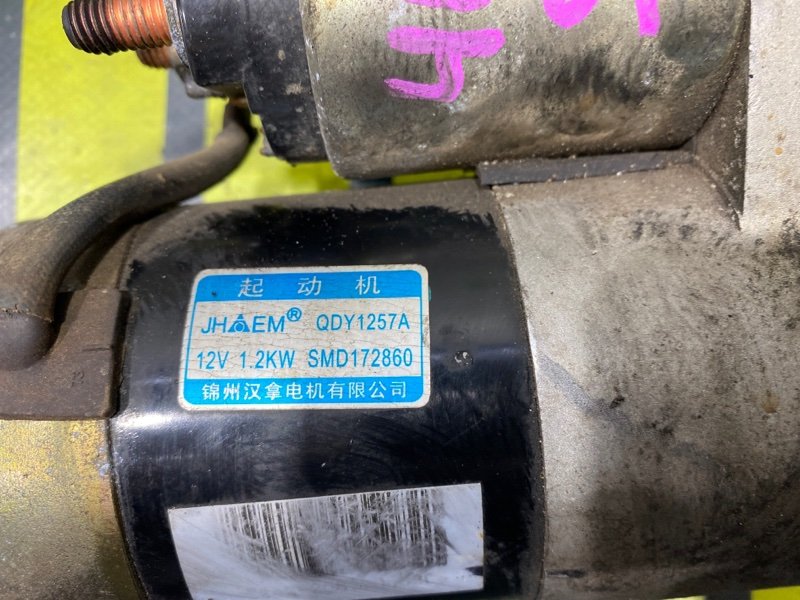 起动机
JHAEM® QDY1257A
12V 1.2KW SMD172860
锦州汉拿电机有限公司